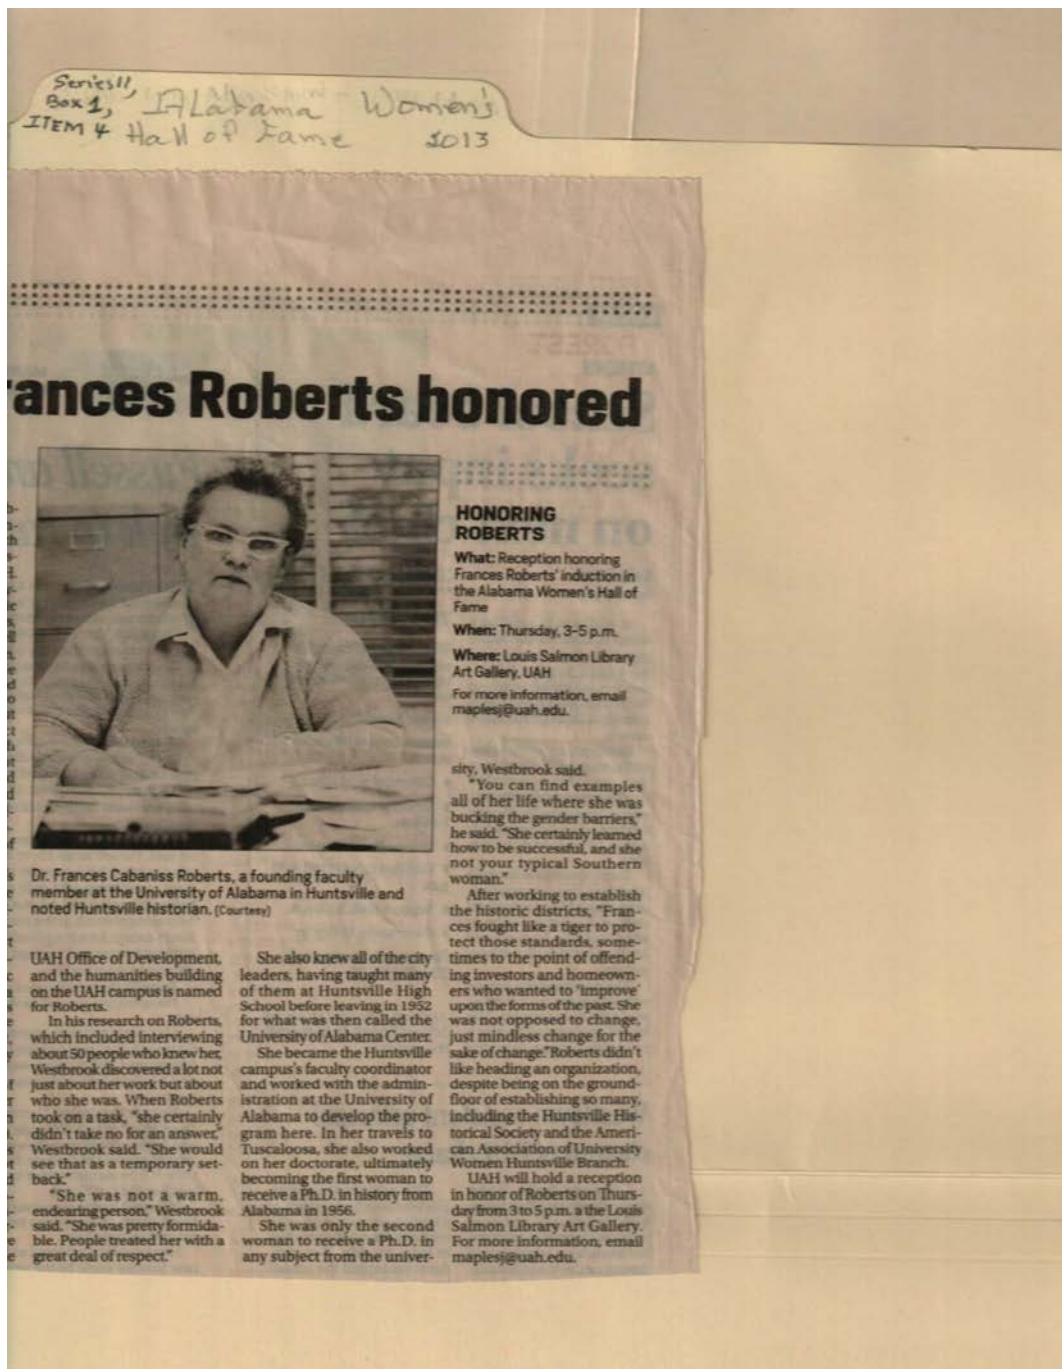 Series II,
Box 1,
ITEM 4
Alabama Women's
Hall of Fame 2013
rances Roberts honored
HONORING
ROBERTS
What: Reception honoring
Frances Roberts' induction in
the Alabama Women's Hall of
Fame
When: Thursday, 3-5 p.m.
Where: Louis Salmon Library
Art Gallery, UAH
For more information, email
maplesj@uah.edu.
Dr. Frances Cabaniss Roberts, a founding faculty
member at the University of Alabama in Huntsville and
noted Huntsville historian. (Courtesy)
UAH Office of Development,
and the humanities building
on the UAH campus is named
for Roberts.
In his research on Roberts,
which included interviewing
about 50 people who knew her,
Westbrook discovered a lot not
just about her work but about
who she was. When Roberts
took on a task, "she certainly
didn't take no for an answer,"
Westbrook said. "She would
see that as a temporary set-
back."
"She was not a warm,
endearing person," Westbrook
said. "She was pretty formida-
ble. People treated her with a
great deal of respect."
She also knew all of the city
leaders, having taught many
of them at Huntsville High
School before leaving in 1952
for what was then called the
University of Alabama Center.
She became the Huntsville
campus's faculty coordinator
and worked with the admin-
istration at the University of
Alabama to develop the pro-
gram here. In her travels to
Tuscaloosa, she also worked
on her doctorate, ultimately
becoming the first woman to
receive a Ph.D. in history from
Alabama in 1956.
She was only the second
woman to receive a Ph.D. in
any subject from the univer-
sity, Westbrook said.
"You can find examples
all of her life where she was
bucking the gender barriers,"
he said. "She certainly learned
how to be successful, and she
not your typical Southern
woman."
After working to establish
the historic districts, "Fran-
ces fought like a tiger to pro-
tect those standards, some-
times to the point of offend-
ing investors and homeown-
ers who wanted to 'improve'
upon the forms of the past. She
was not opposed to change,
just mindless change for the
sake of change." Roberts didn't
like heading an organization,
despite being on the ground-
floor of establishing so many,
including the Huntsville His-
torical Society and the Ameri-
can Association of University
Women Huntsville Branch.
UAH will hold a reception
in honor of Roberts on Thurs-
day from 3 to 5 p.m. a the Louis
Salmon Library Art Gallery.
For more information, email
maplesj@uah.edu.